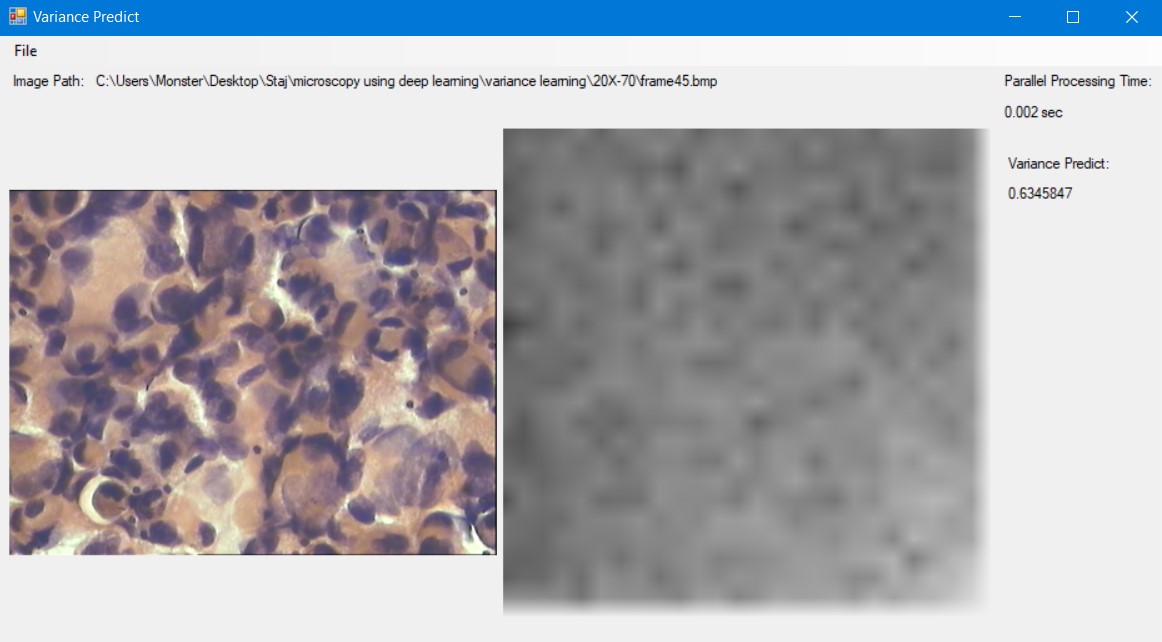 Variance Predict
File
Image Path: C:\Users\Monster\Desktop\Staj\microscopy using deep learning\variance learning\20X-70\frame45.bmp
Parallel Processing Time:
0.002 sec
Variance Predict:
0.6345847